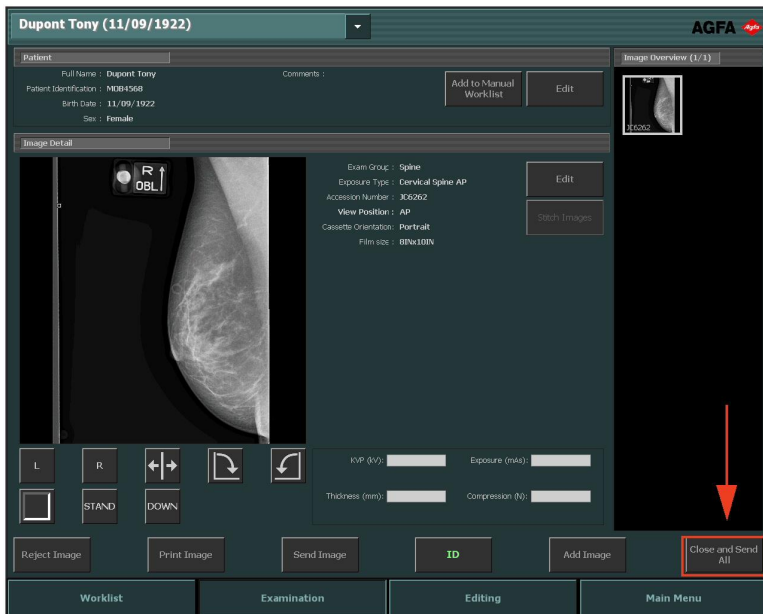 Dupont Tony (11/09/1922)
AGFA Agfa
Patient
Full Name : Dupont Tony
Patient Identification : MOB4568
Birth Date : 11/09/1922
Sex : Female
Comments :
Add to Manual
Worklist
Edit
Image Overview (1/1)
JC6262
Image Detail
R
OBL
Exam Group : Spine
Exposure Type : Cervical Spine AP
Accession Number : JC6262
View Position : AP
Cassette Orientation: Portrait
Film size : 8INx10IN
Edit
Stitch Images
L
R
STAND
DOWN
KVP (kV):
Exposure (mAs):
Thickness (mm):
Compression (N):
Reject Image
Print Image
Send Image
ID
Add Image
Close and Send
All
Worklist
Examination
Editing
Main Menu